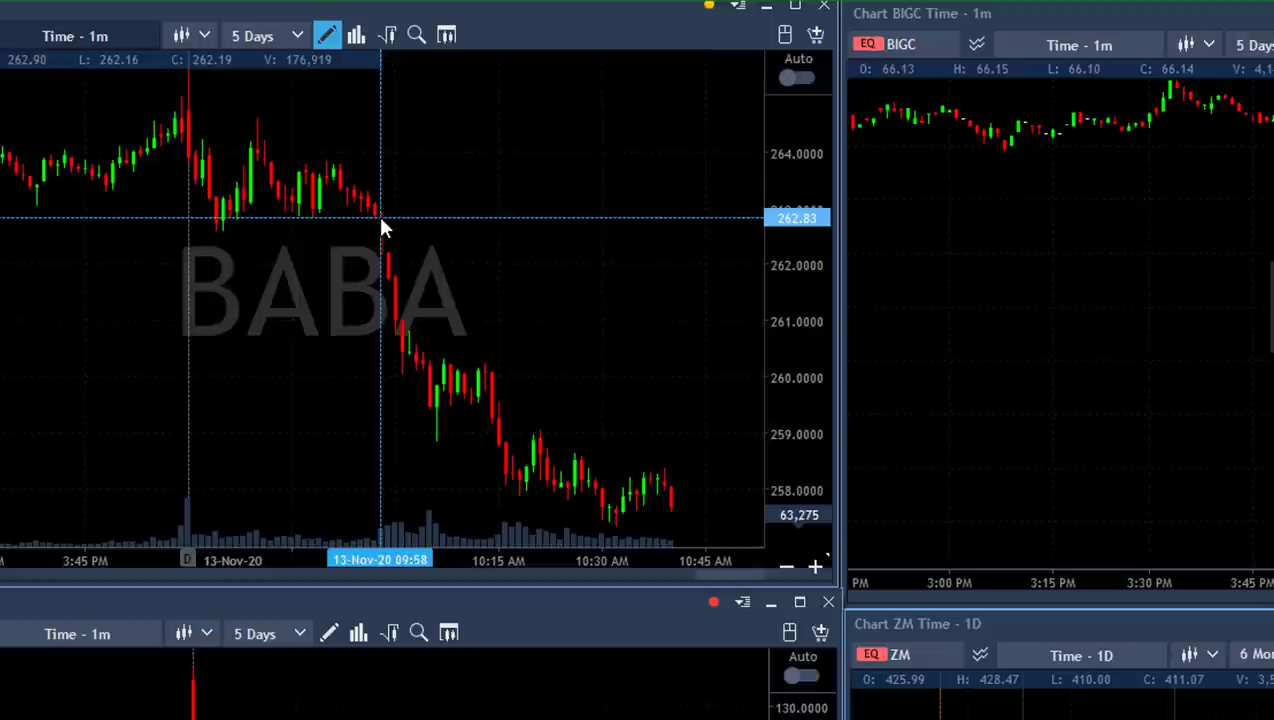 Time - 1m
5 Days
262.90 L: 262.16 C: 262.19 V: 176,919
Auto
264.0000
262.83
262.0000
261.0000
260.0000
259.0000
258.0000
63,275
BABA
3:45 PM
D
13-Nov-20
13-Nov-20 09:58
10:15 AM
10:30 AM
10:45 AM
Chart BIGC Time - 1m
EQ BIGC
Time - 1m
5 Days
O: 66.13 H: 66.15 L: 66.10 C: 66.14
PM
3:00 PM
3:15 PM
3:30 PM
3:45 PM
Time - 1m
5 Days
Auto
130.0000
Chart ZM Time - 1D
EQ ZM
Time - 1D
O: 425.99 H: 428.47 L: 410.00 C: 411.07